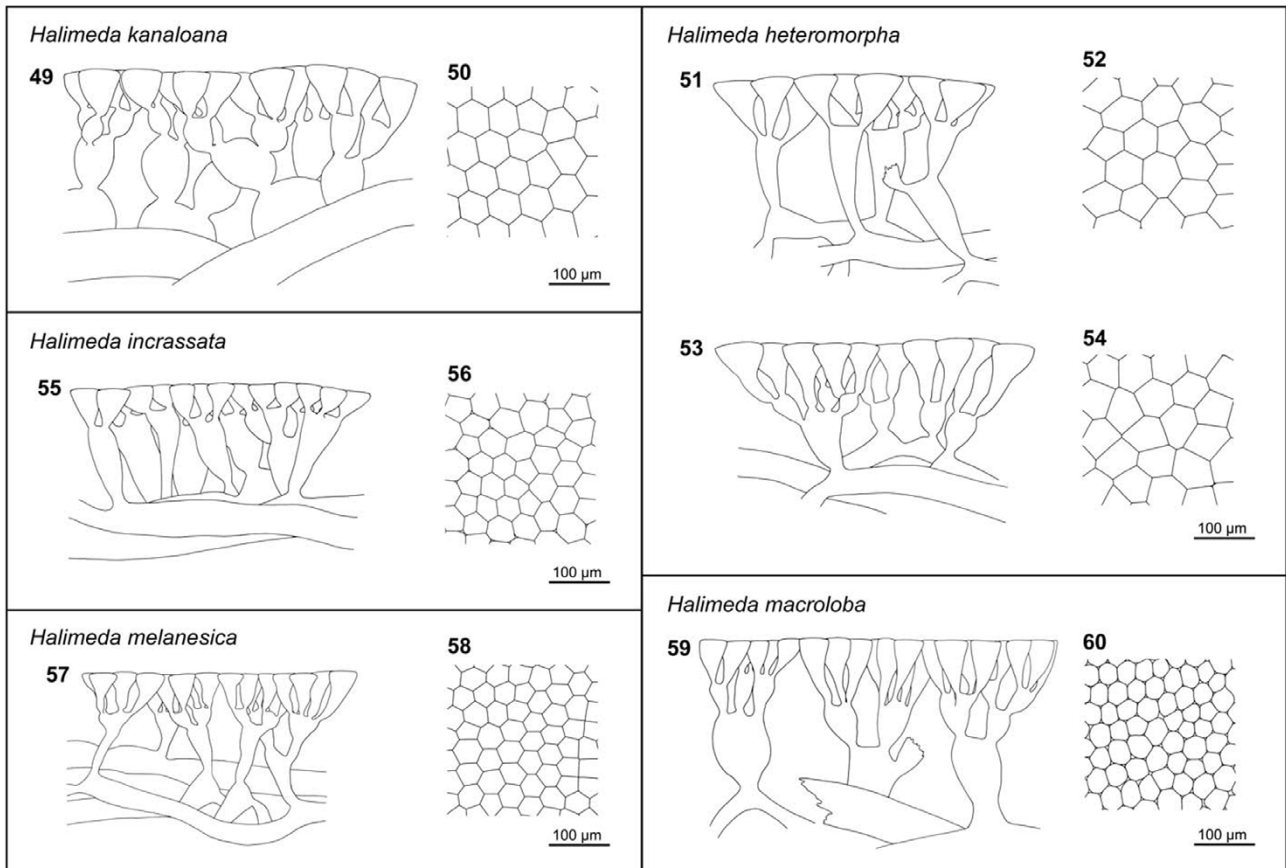 Halimeda kanaloana
49
50
100 µm
Halimeda incrassata
55
56
100 µm
Halimeda melanesica
57
58
100 µm
Halimeda heteromorpha
51
52
53
54
100 µm
Halimeda macroloba
59
60
100 µm